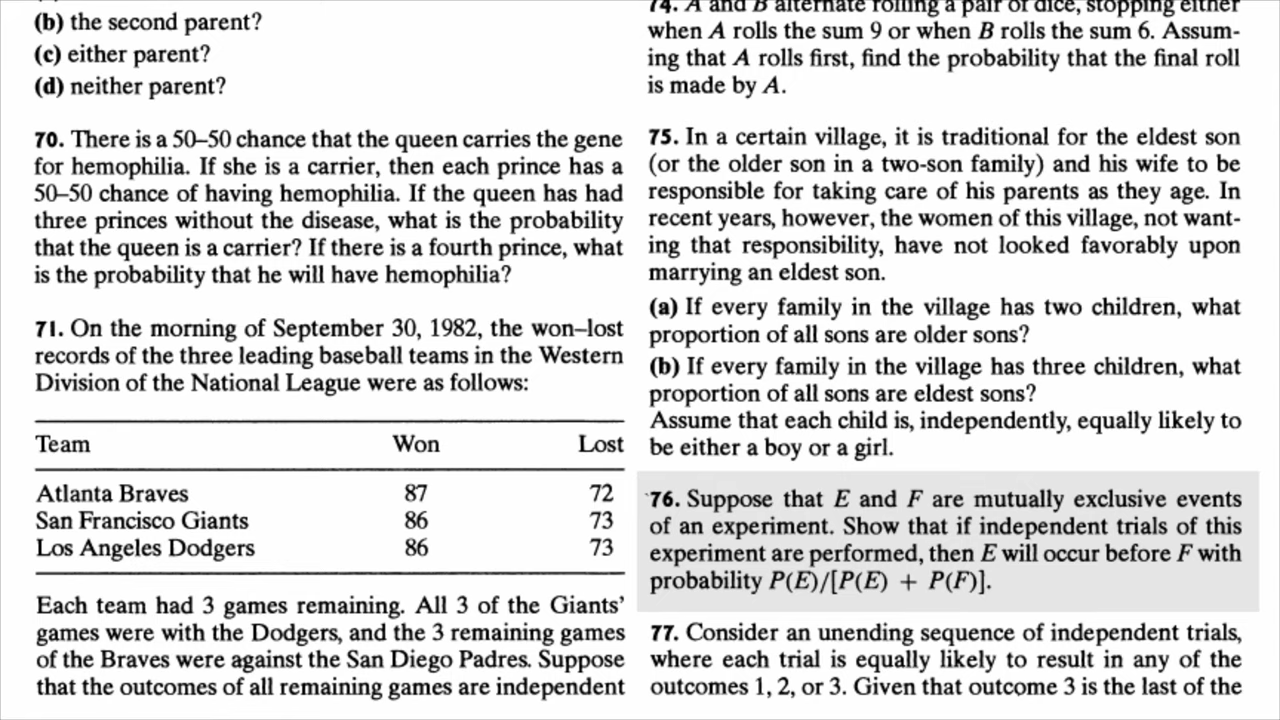 (b) the second parent?
(c) either parent?
(d) neither parent?
70. There is a 50–50 chance that the queen carries the gene
for hemophilia. If she is a carrier, then each prince has a
50–50 chance of having hemophilia. If the queen has had
three princes without the disease, what is the probability
that the queen is a carrier? If there is a fourth prince, what
is the probability that he will have hemophilia?
71. On the morning of September 30, 1982, the won–lost
records of the three leading baseball teams in the Western
Division of the National League were as follows:
Team Won Lost
Atlanta Braves 87 72
San Francisco Giants 86 73
Los Angeles Dodgers 86 73
Each team had 3 games remaining. All 3 of the Giants’
games were with the Dodgers, and the 3 remaining games
of the Braves were against the San Diego Padres. Suppose
that the outcomes of all remaining games are independent
74. A and B alternate rolling a pair of dice, stopping either
when A rolls the sum 9 or when B rolls the sum 6. Assum-
ing that A rolls first, find the probability that the final roll
is made by A.
75. In a certain village, it is traditional for the eldest son
(or the older son in a two-son family) and his wife to be
responsible for taking care of his parents as they age. In
recent years, however, the women of this village, not want-
ing that responsibility, have not looked favorably upon
marrying an eldest son.
(a) If every family in the village has two children, what
proportion of all sons are older sons?
(b) If every family in the village has three children, what
proportion of all sons are eldest sons?
Assume that each child is, independently, equally likely to
be either a boy or a girl.
76. Suppose that E and F are mutually exclusive events
of an experiment. Show that if independent trials of this
experiment are performed, then E will occur before F with
probability P(E)/[P(E) + P(F)].
77. Consider an unending sequence of independent trials,
where each trial is equally likely to result in any of the
outcomes 1, 2, or 3. Given that outcome 3 is the last of the